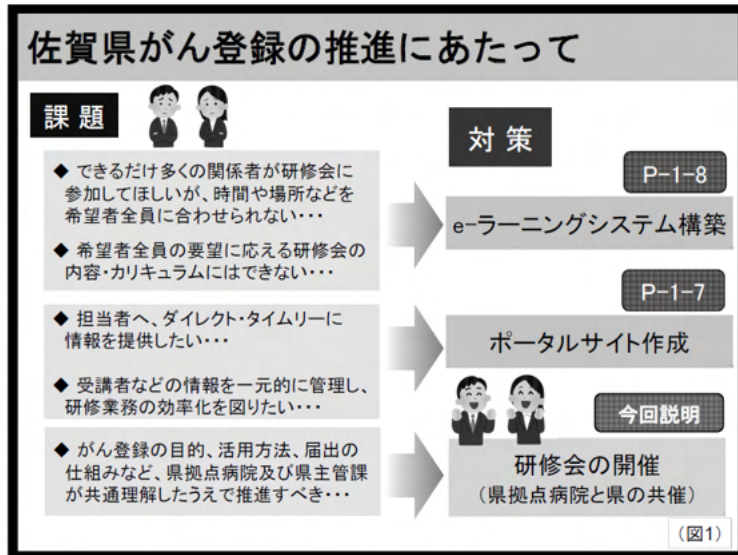 佐賀県がん登録の推進にあたって
課題
対策
◆ できるだけ多くの関係者が研修会に
参加してほしいが、時間や場所などを
希望者全員に合わせられない・・・
◆ 希望者全員の要望に応える研修会の
内容・カリキュラムにはできない・・・
P-1-8
e-ラーニングシステム構築
◆ 担当者へ、ダイレクト・タイムリーに
情報を提供したい・・・
◆ 受講者などの情報を一元的に管理し、
研修業務の効率化を図りたい・・・
P-1-7
ポータルサイト作成
◆ がん登録の目的、活用方法、届出の
仕組みなど、県拠点病院及び県主管課
が共通理解したうえで推進すべき・・・
今回説明
研修会の開催
（県拠点病院と県の共催）
（図1）